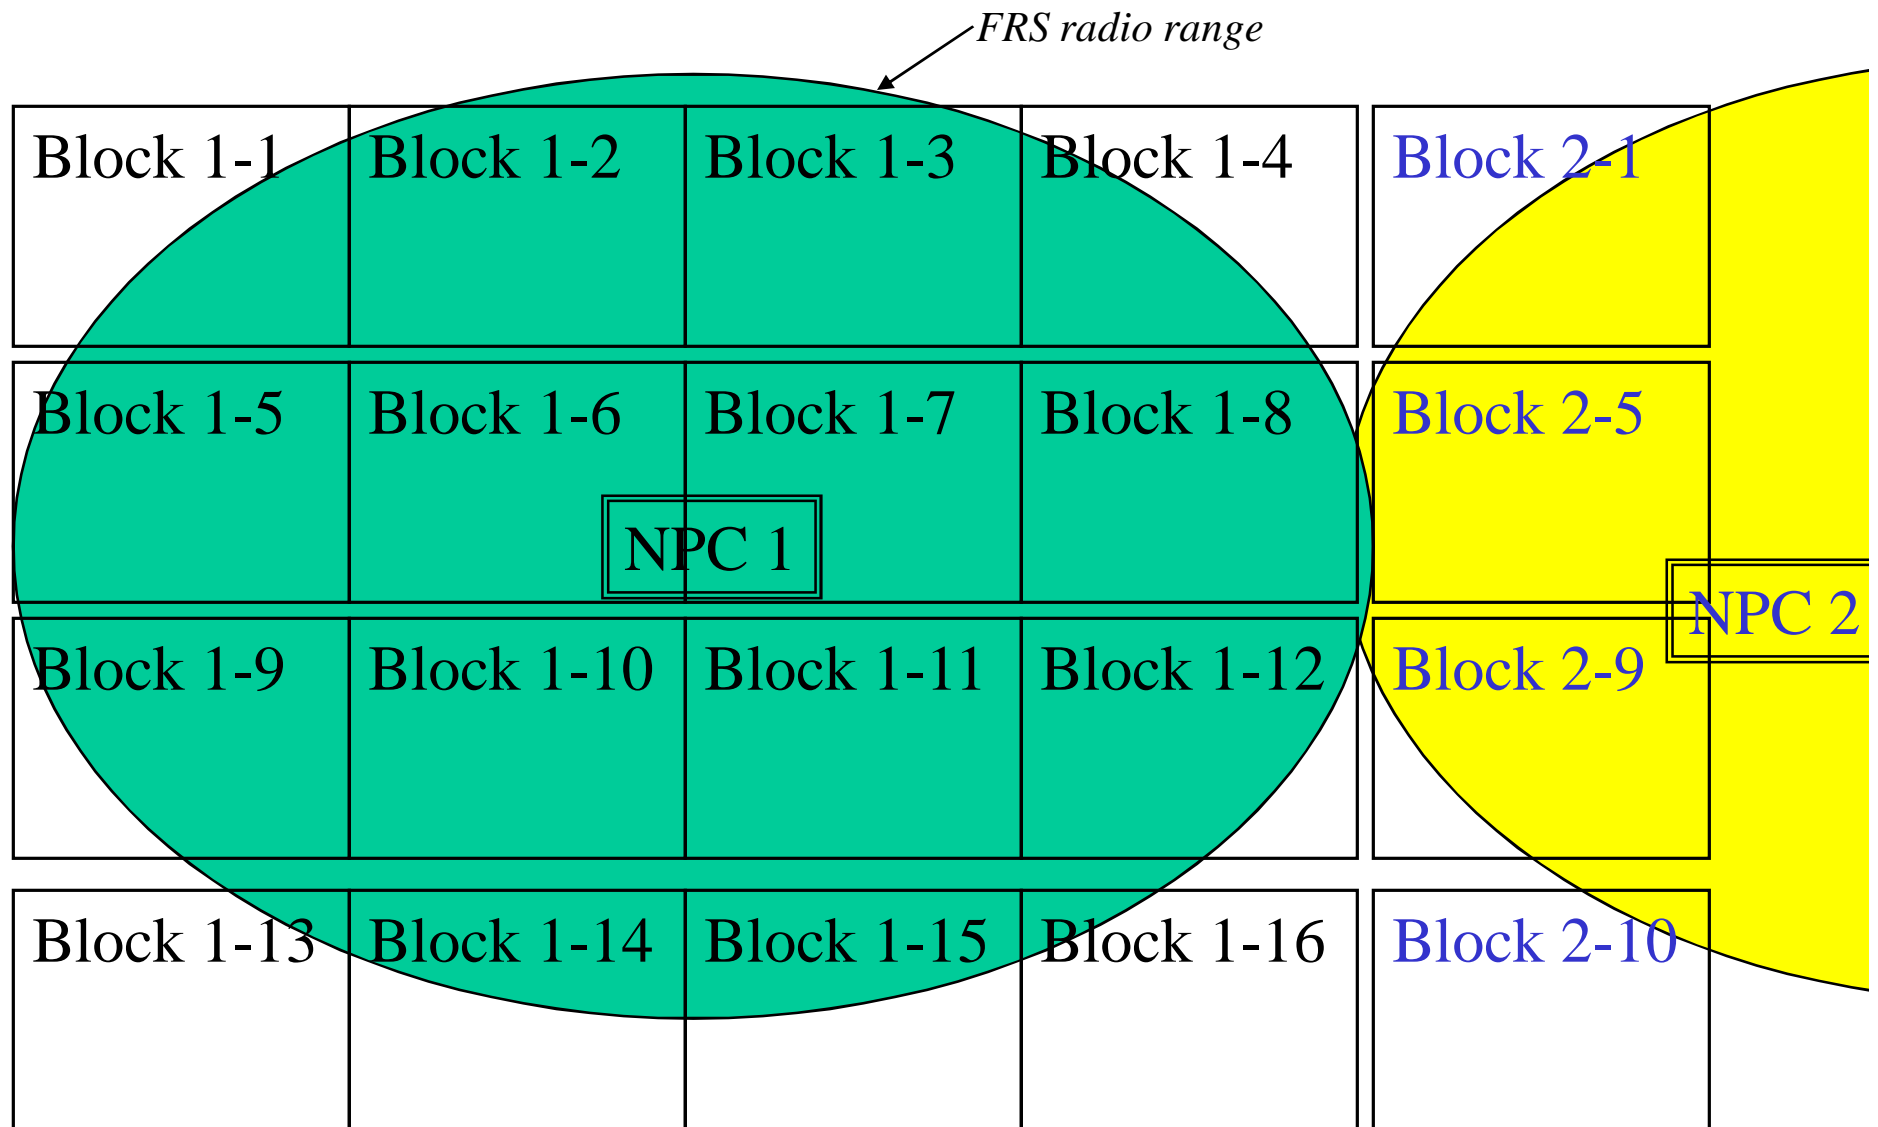 FRS radio range
Block 1-1 Block 1-2 Block 1-3 Block 1-4 Block 2-1
Block 1-5 Block 1-6 Block 1-7 Block 1-8 Block 2-5
NPC 1
NPC 2
Block 1-9 Block 1-10 Block 1-11 Block 1-12 Block 2-9
Block 1-13 Block 1-14 Block 1-15 Block 1-16 Block 2-10